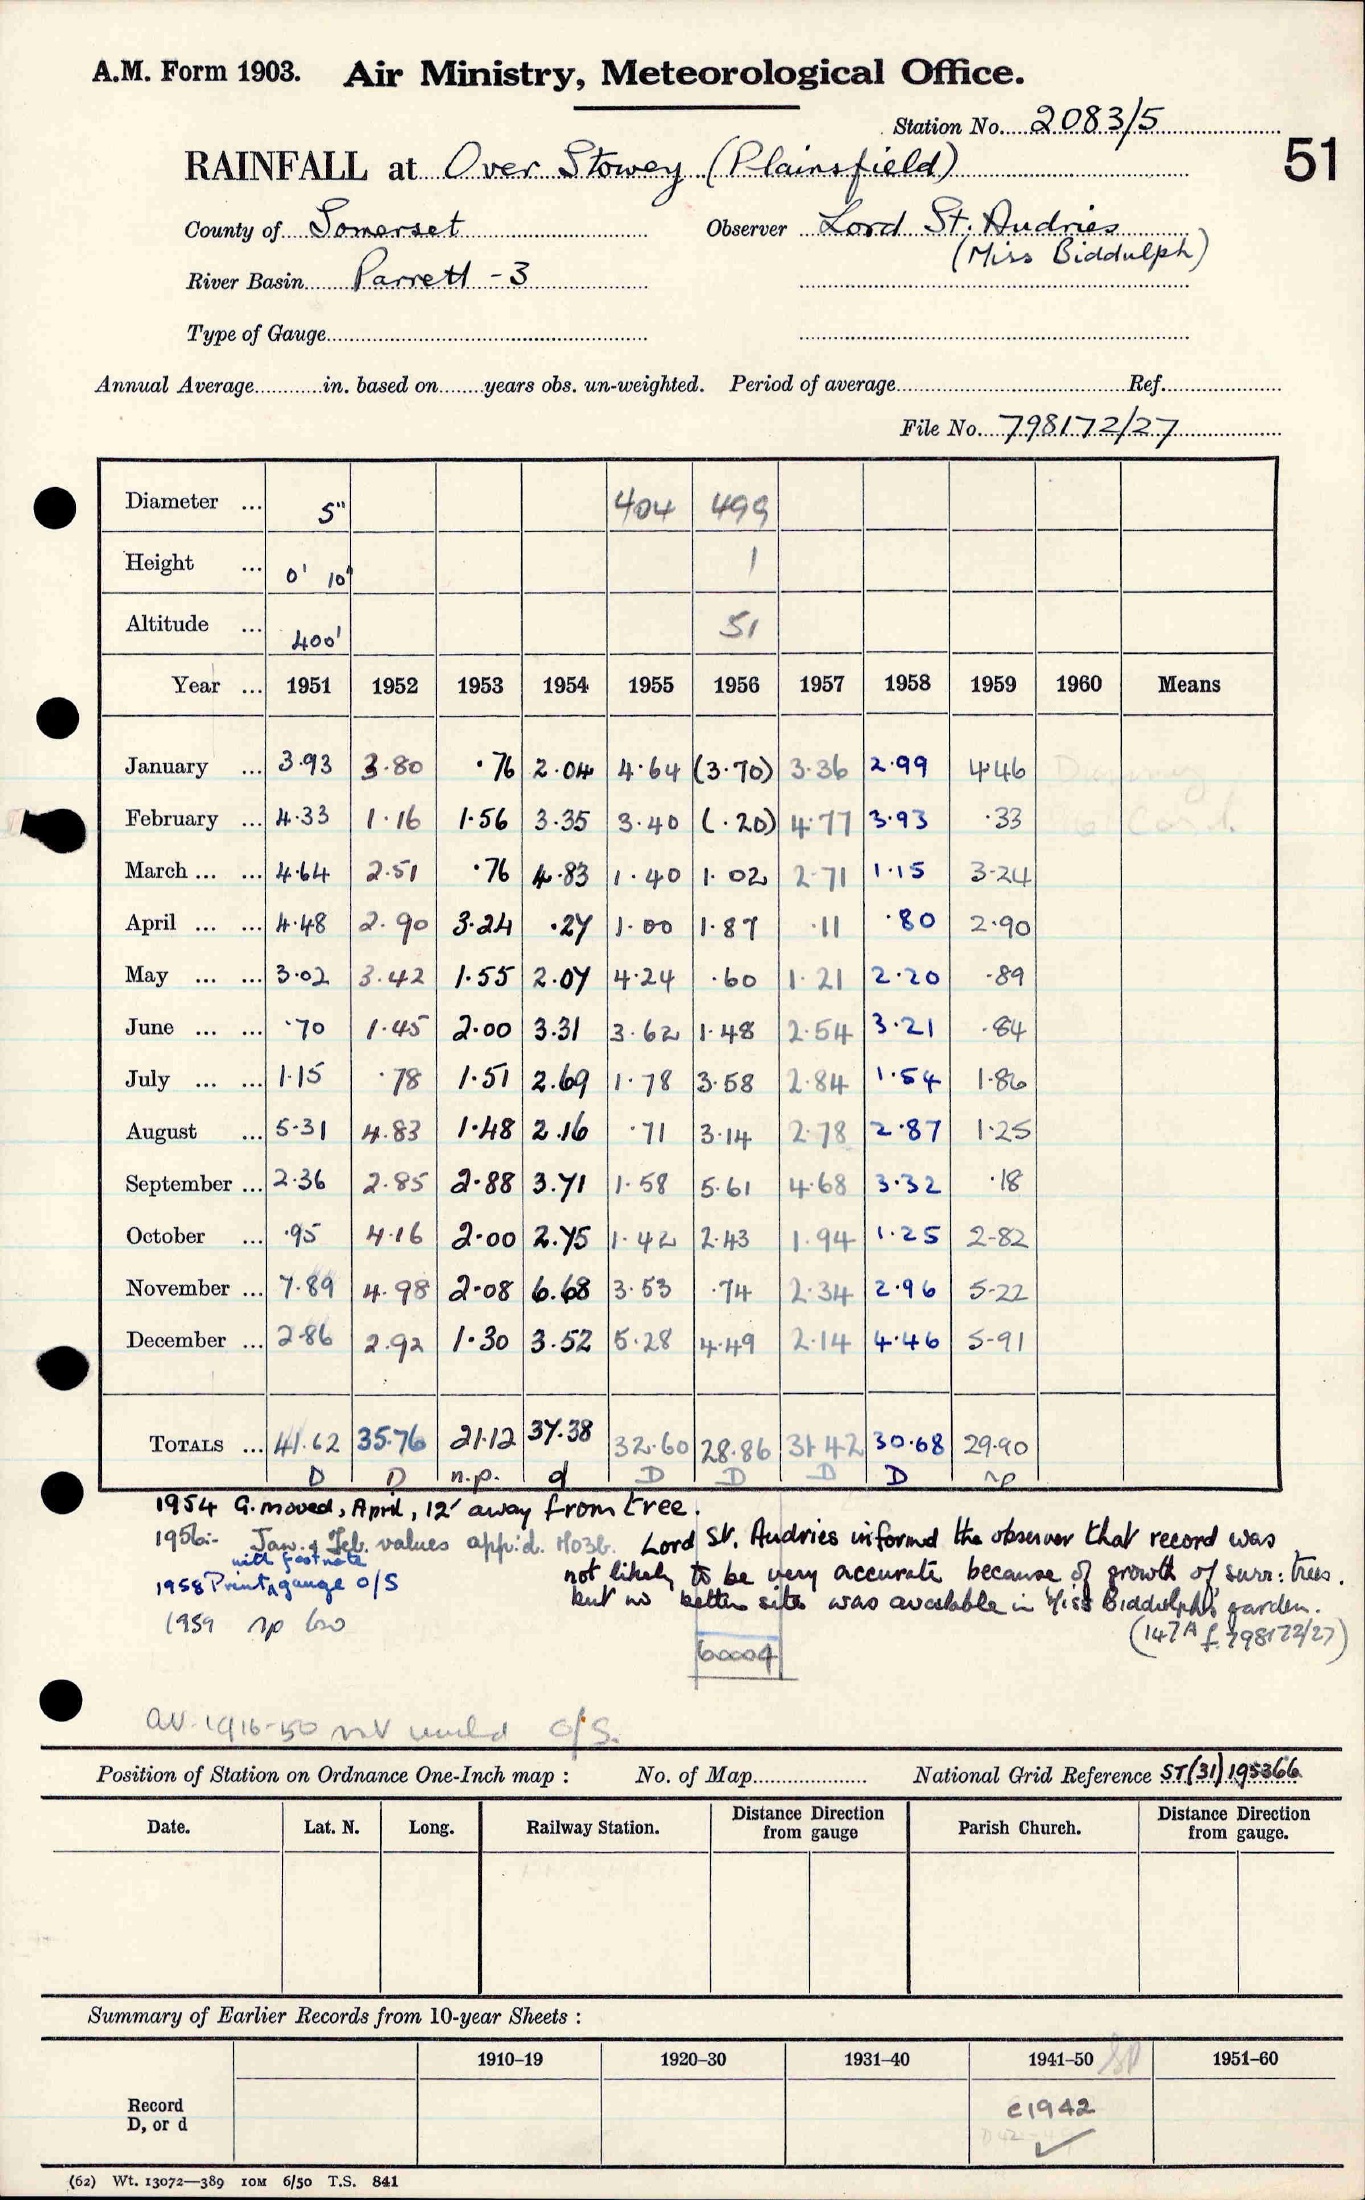 A.M. Form 1903. Air Ministry, Meteorological Office.
Station No. 2083/5
51
RAINFALL at Over Stowey (Plainsfield)
County of Somerset Observer Lord St. Audries
(Miss Biddulph)
River Basin Parrett - 3
Type of Gauge
Annual Average in. based on years obs. un-weighted. Period of average Ref.
File No. 798172/27
Diameter ... 5" 404 499
Height ... 0' 10" 1
Altitude ... 400' 51
Year ... 1951 1952 1953 1954 1955 1956 1957 1958 1959 1960 Means
January ... 3.93 3.80 .76 2.04 4.64 (3.70) 3.36 2.99 4.46 Dummy
February ... 4.33 1.16 1.56 3.35 3.40 (.20) 4.77 3.93 .33 Card.
March ... ... 4.64 2.51 .76 4.83 1.40 1.02 2.71 1.15 3.24
April ... ... 4.48 2.90 3.24 .27 1.00 1.87 .11 .80 2.90
May ... ... 3.02 3.42 1.55 2.07 4.24 .60 1.21 2.20 .89
June ... ... .70 1.45 2.00 3.31 3.62 1.48 2.54 3.21 .84
July ... ... 1.15 .78 1.51 2.69 1.78 3.58 2.84 1.54 1.86
August ... 5.31 4.83 1.48 2.16 .71 3.14 2.78 2.87 1.25
September ... 2.36 2.85 2.88 3.71 1.58 5.61 4.68 3.32 .18
October ... .95 4.16 2.00 2.75 1.42 2.43 1.94 1.25 2.82
November ... 7.89 4.98 2.08 6.68 3.53 .74 2.34 2.96 5.22
December ... 2.86 2.92 1.30 3.52 5.28 4.49 2.14 4.46 5.91
TOTALS ... 41.62 35.76 21.12 37.38 32.60 28.86 31.42 30.68 29.90
D D n.p. d D D D D np
1954 G. moved, April, 12' away from tree.
1956:- Jan. & Feb. values app'd. M03b. Lord St. Audries informed the observer that record was
with footnote not likely to be very accurate because of growth of surr: trees.
1958 Print, gauge O/S but no better site was available in Miss Biddulph's garden.
1959 np low (147A f. 798172/27)
60004
av. 1916-50 O/S.
Position of Station on Ordnance One-Inch map : No. of Map National Grid Reference ST(31)195366
Date. Lat. N. Long. Railway Station. Distance Direction from gauge Parish Church. Distance Direction from gauge.
Summary of Earlier Records from 10-year Sheets :
1910–19 1920–30 1931–40 1941–50 1951–60
Record
D, or d c1942
(62) Wt. 13072—389 10M 6/50 T.S. 841